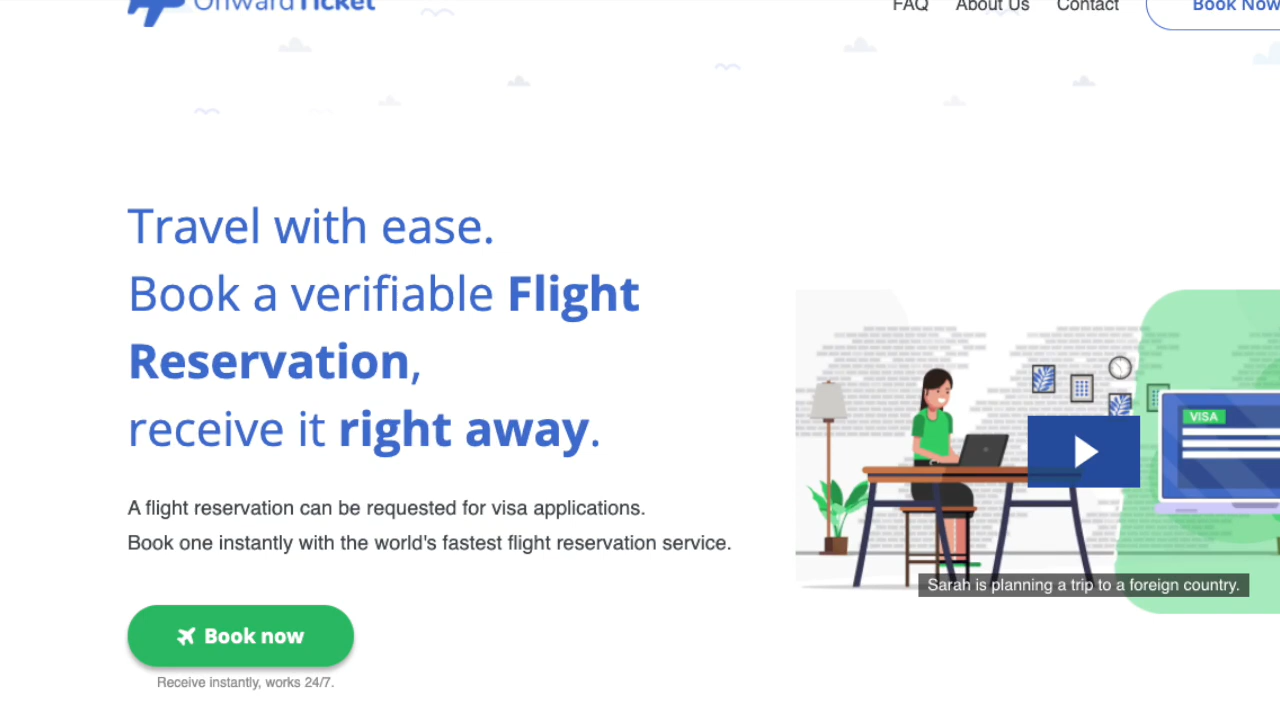 OnwardTicket
FAQ About Us Contact Book Now
Travel with ease.
Book a verifiable Flight
Reservation,
receive it right away.
A flight reservation can be requested for visa applications.
Book one instantly with the world's fastest flight reservation service.
VISA
Sarah is planning a trip to a foreign country.
Book now
Receive instantly, works 24/7.